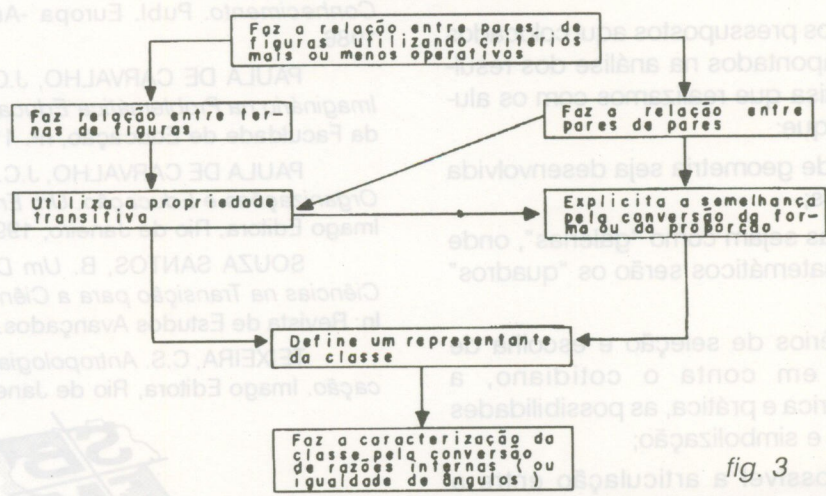 Faz a relação entre pares de
figuras utilizando critérios
mais ou menos operativos
Faz relação entre ter-
nas de figuras
Faz a relação entre
pares de pares
Utiliza a propriedade
transitiva
Explicita a semelhança
pela conversão da for-
ma ou da proporção
Define um representante
da classe
Faz a caracterização da
classe pela conversão
de razões internas (ou
igualdade de ângulos)
fig. 3